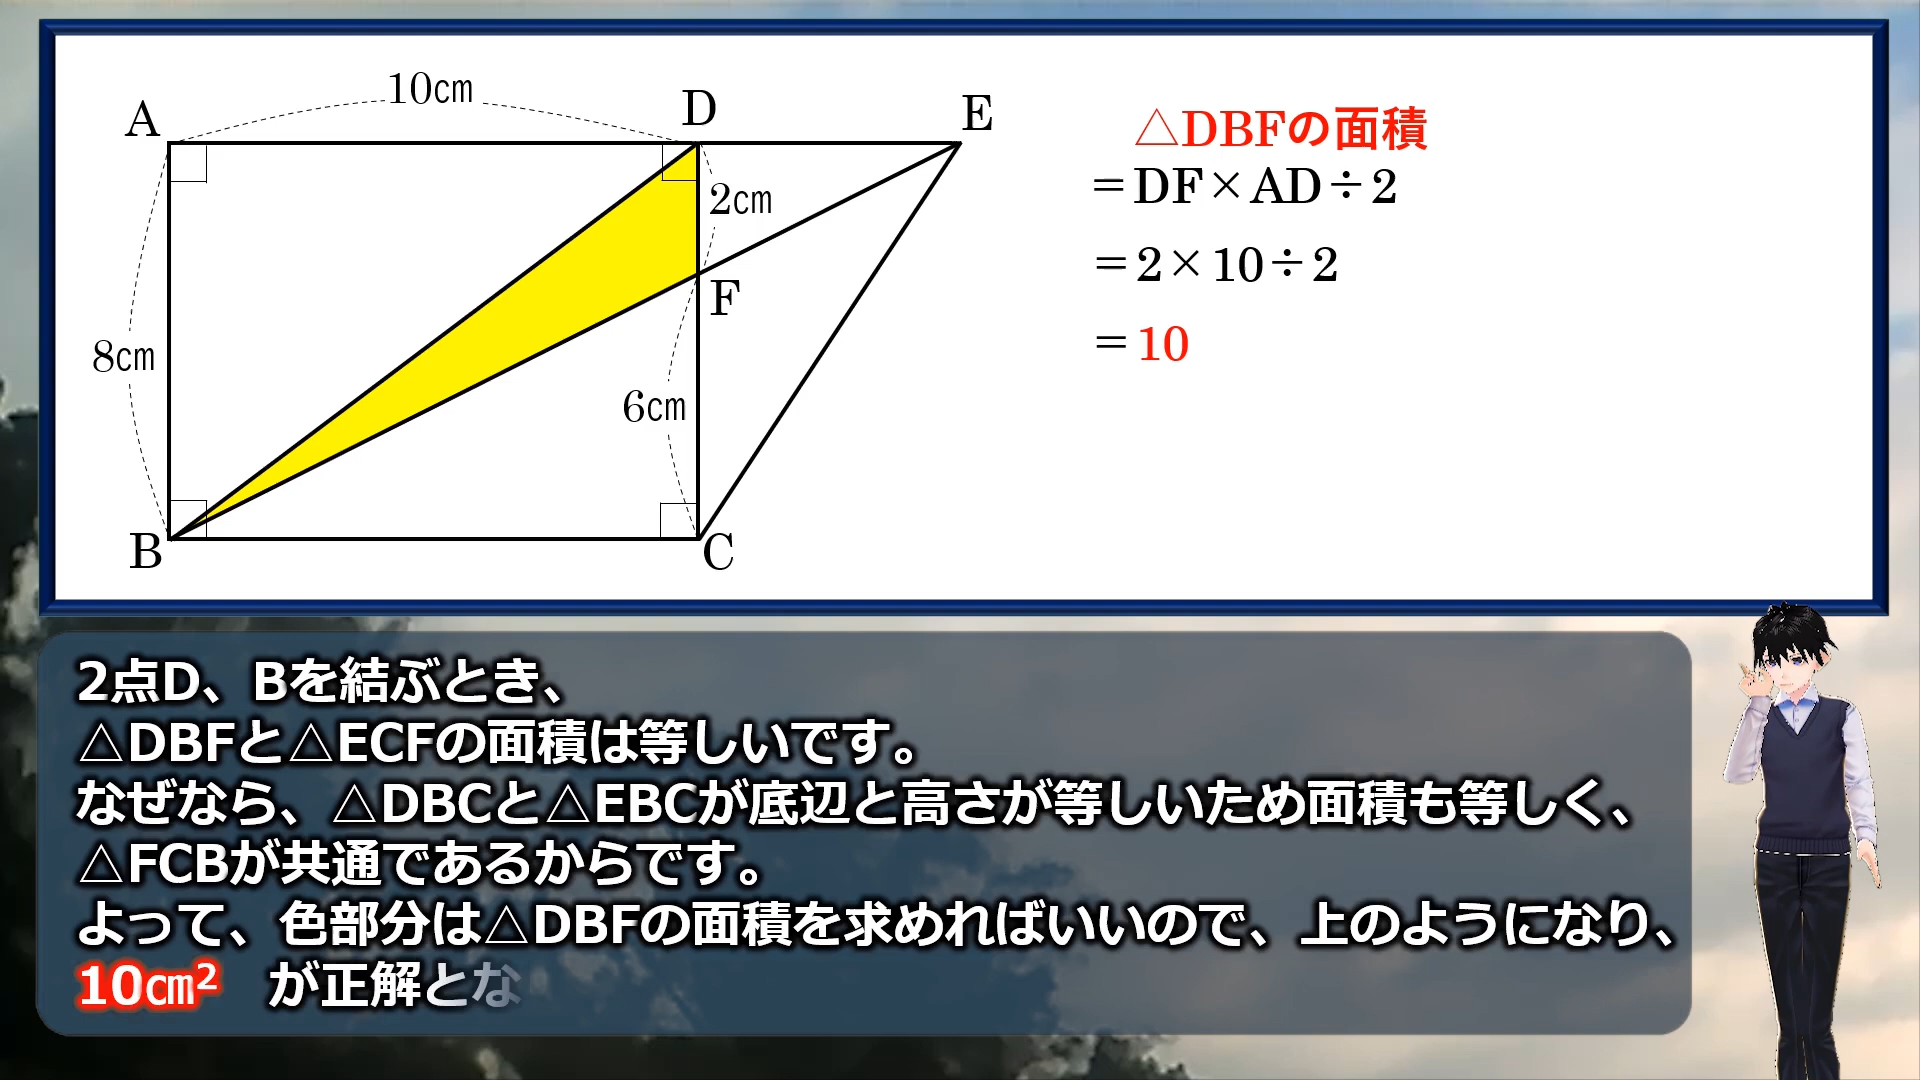 10㎝
A
D
E
2㎝
F
8㎝
6㎝
B
C
△DBFの面積
＝DF×AD÷2
＝2×10÷2
＝10
2点D、Bを結ぶとき、
△DBFと△ECFの面積は等しいです。
なぜなら、△DBCと△EBCが底辺と高さが等しいため面積も等しく、
△FCBが共通であるからです。
よって、色部分は△DBFの面積を求めればいいので、上のようになり、
10㎝² が正解とな